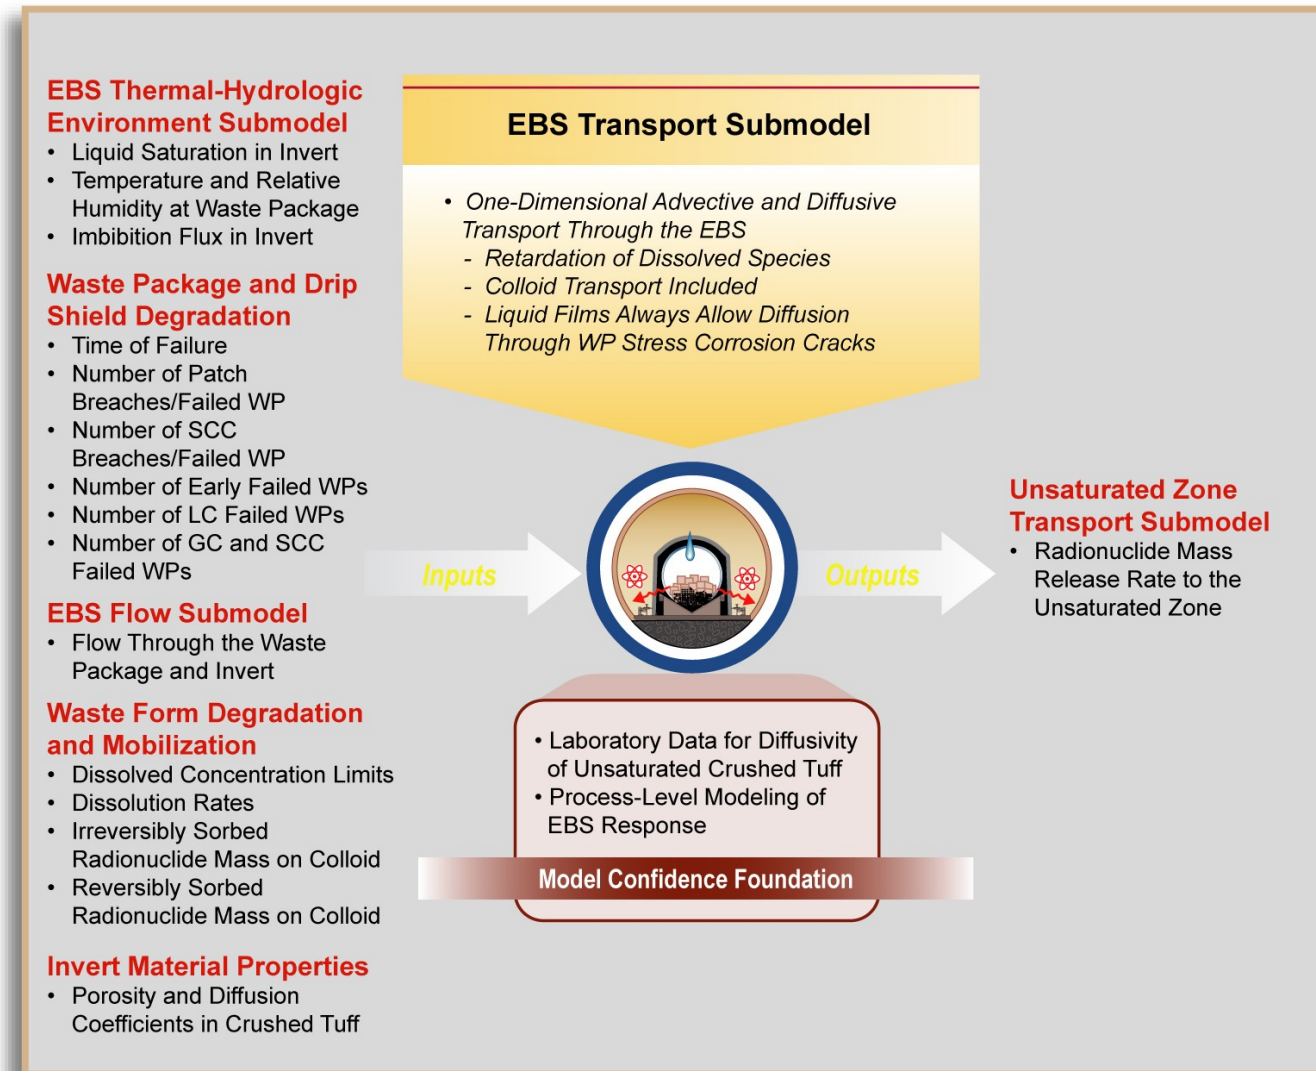 EBS Thermal-Hydrologic
Environment Submodel
• Liquid Saturation in Invert
• Temperature and Relative
Humidity at Waste Package
• Imbibition Flux in Invert
Waste Package and Drip
Shield Degradation
• Time of Failure
• Number of Patch
Breaches/Failed WP
• Number of SCC
Breaches/Failed WP
• Number of Early Failed WPs
• Number of LC Failed WPs
• Number of GC and SCC
Failed WPs
EBS Flow Submodel
• Flow Through the Waste
Package and Invert
Waste Form Degradation
and Mobilization
• Dissolved Concentration Limits
• Dissolution Rates
• Irreversibly Sorbed
Radionuclide Mass on Colloid
• Reversibly Sorbed
Radionuclide Mass on Colloid
Invert Material Properties
• Porosity and Diffusion
Coefficients in Crushed Tuff
EBS Transport Submodel
• One-Dimensional Advective and Diffusive
Transport Through the EBS
- Retardation of Dissolved Species
- Colloid Transport Included
- Liquid Films Always Allow Diffusion
Through WP Stress Corrosion Cracks
Inputs
Outputs
• Laboratory Data for Diffusivity
of Unsaturated Crushed Tuff
• Process-Level Modeling of
EBS Response
Model Confidence Foundation
Unsaturated Zone
Transport Submodel
• Radionuclide Mass
Release Rate to the
Unsaturated Zone